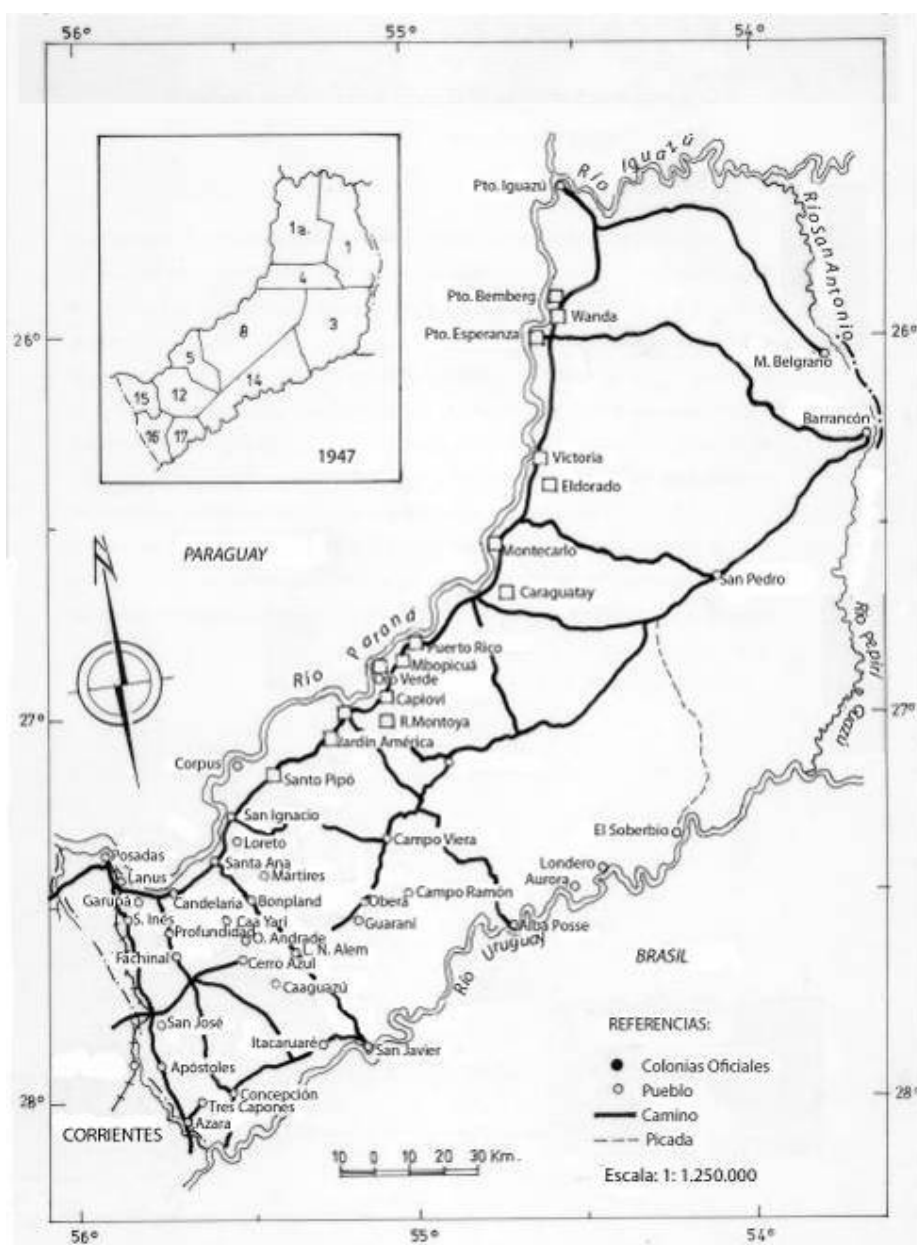 56°
55°
54°
Río Iguazú
Pto. Iguazú
Río San Antonio
1a.
1
4
8
3
5
14
15
12
16
17
1947
Pto. Bemberg
Wanda
26°
26°
Pto. Esperanza
M. Belgrano
Barrancón
Victoria
Eldorado
PARAGUAY
N
Montecarlo
San Pedro
Caraguatay
Río Pepirí Guazú
Río Paraná
Puerto Rico
Mbopicuá
Oro Verde
Capioví
27°
27°
R.Montoya
Jardín América
Corpus
Santo Pipó
San Ignacio
El Soberbio
Loreto
Campo Viera
Posadas
Santa Ana
Londero
Lanus
Mártires
Aurora
Garupá
Candelaria
Bonpland
Oberá
Campo Ramón
S. Inés
Caa Yarí
Guaraní
Alba Posse
Profundidad
O. Andrade
Río Uruguay
L. N. Alem
Fachinal
Cerro Azul
BRASIL
Caaguazú
San José
REFERENCIAS:
Itacaruaré
San Javier
Apóstoles
Colonias Oficiales
Concepción
Pueblo
28°
28°
Tres Capones
CORRIENTES
Azara
Camino
Picada
10 0 10 20 30 Km.
Escala: 1: 1.250.000
56°
55°
54°